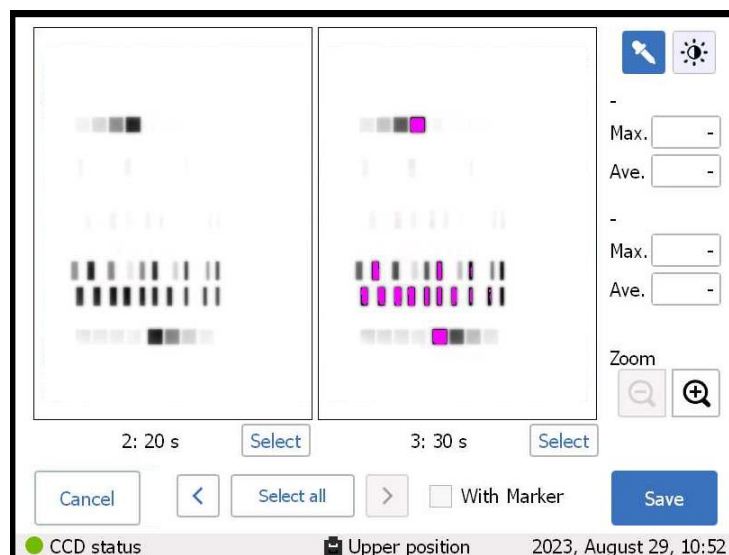 -
Max. -
Ave. -
-
Max. -
Ave. -
Zoom
2: 20 s Select 3: 30 s Select
Cancel < Select all > With Marker Save
CCD status Upper position 2023, August 29, 10:52